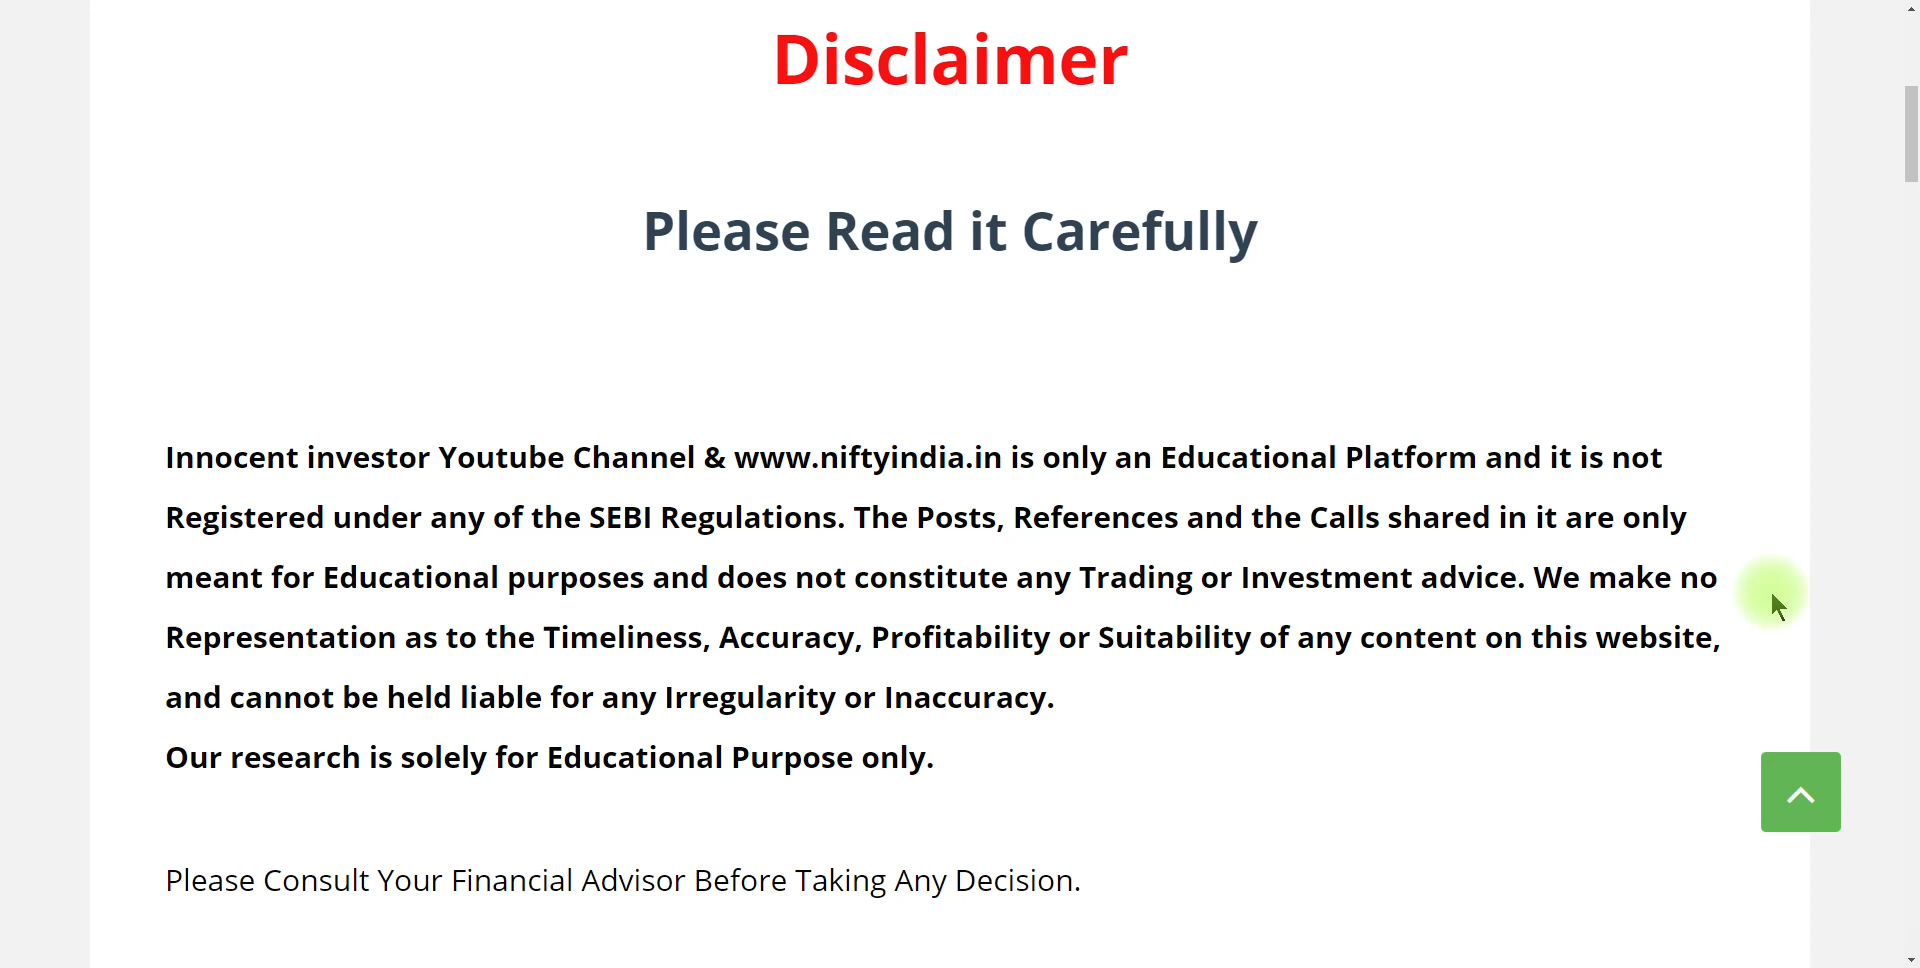 Disclaimer
Please Read it Carefully
Innocent investor Youtube Channel & www.niftyindia.in is only an Educational Platform and it is not
Registered under any of the SEBI Regulations. The Posts, References and the Calls shared in it are only
meant for Educational purposes and does not constitute any Trading or Investment advice. We make no
Representation as to the Timeliness, Accuracy, Profitability or Suitability of any content on this website,
and cannot be held liable for any Irregularity or Inaccuracy.
Our research is solely for Educational Purpose only.
Please Consult Your Financial Advisor Before Taking Any Decision.